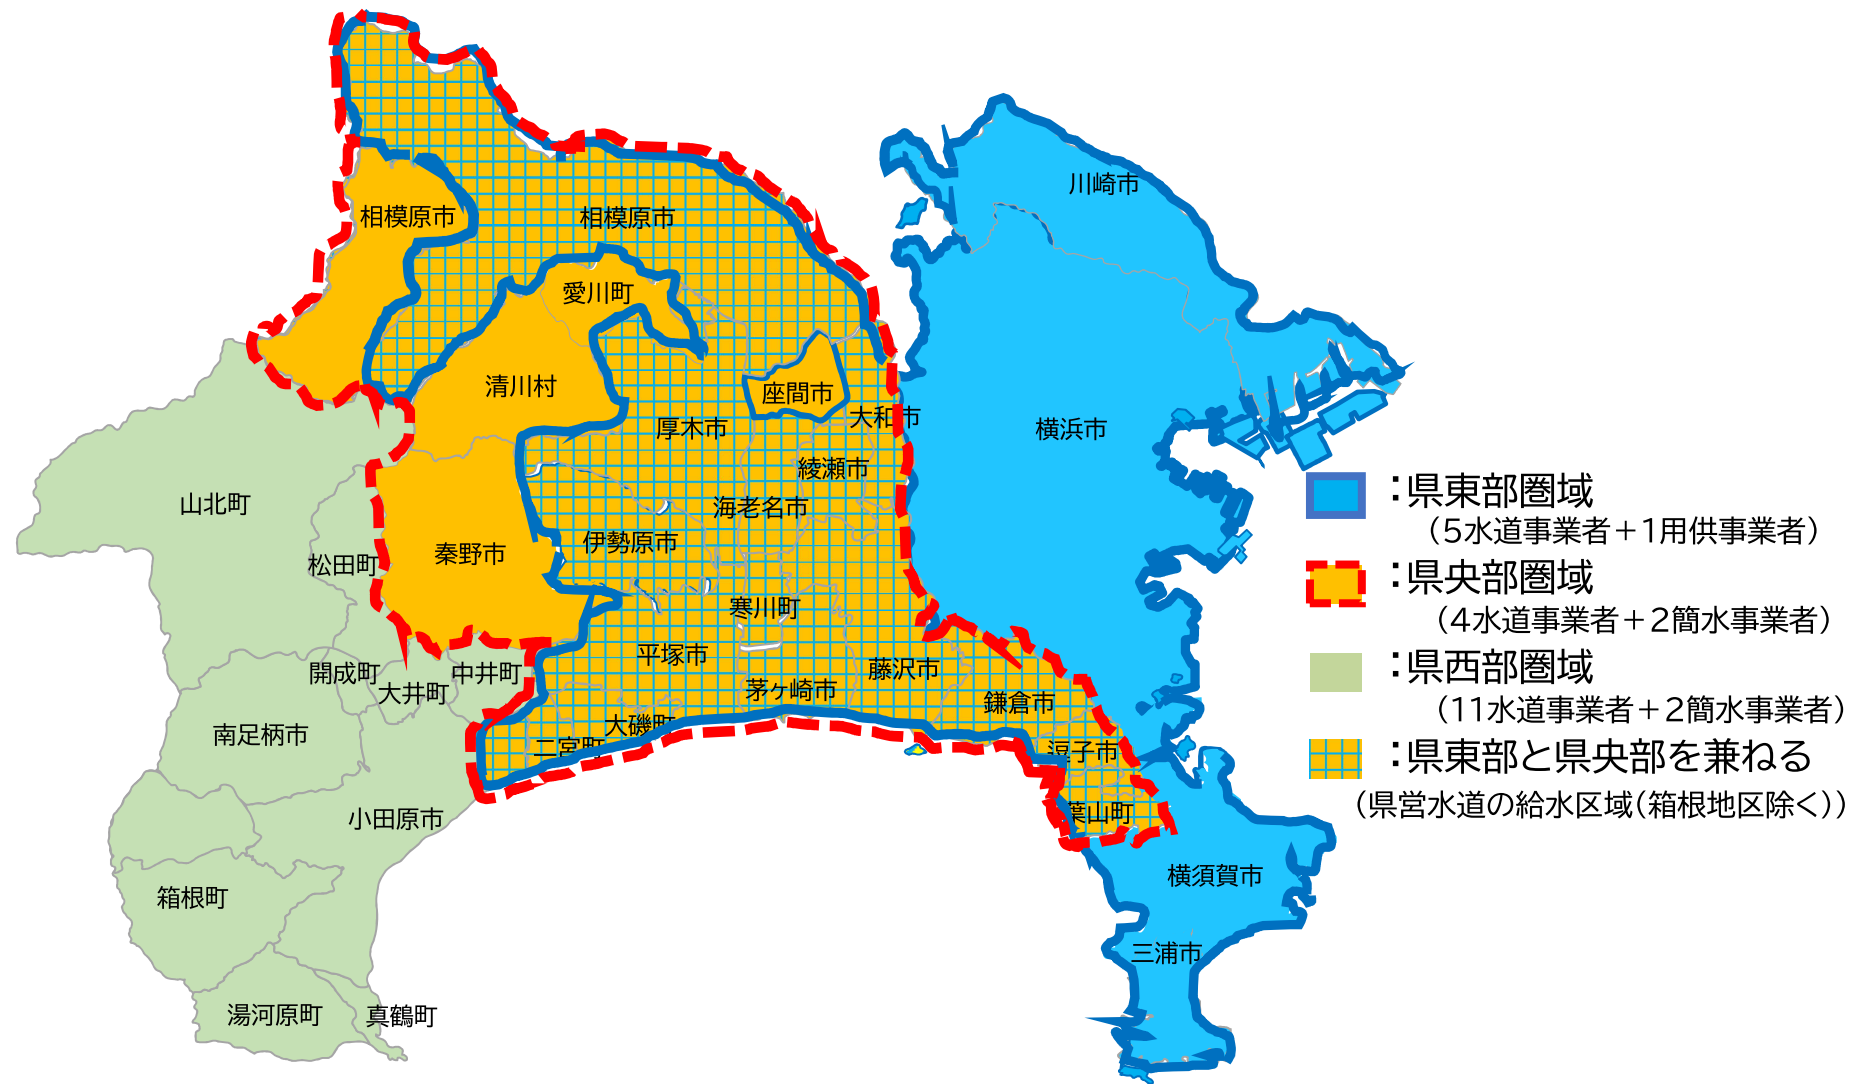 川崎市
相模原市
相模原市
愛川町
清川村
座間市
大和市
厚木市
横浜市
綾瀬市
山北町
海老名市
伊勢原市
秦野市
松田町
寒川町
平塚市
藤沢市
開成町
中井町
大井町
茅ヶ崎市
鎌倉市
南足柄市
大磯町
二宮町
逗子市
小田原市
葉山町
横須賀市
箱根町
三浦市
湯河原町
真鶴町
:県東部圏域
(5水道事業者+1用供事業者)
:県央部圏域
(4水道事業者+2簡水事業者)
:県西部圏域
(11水道事業者+2簡水事業者)
:県東部と県央部を兼ねる
(県営水道の給水区域(箱根地区除く))